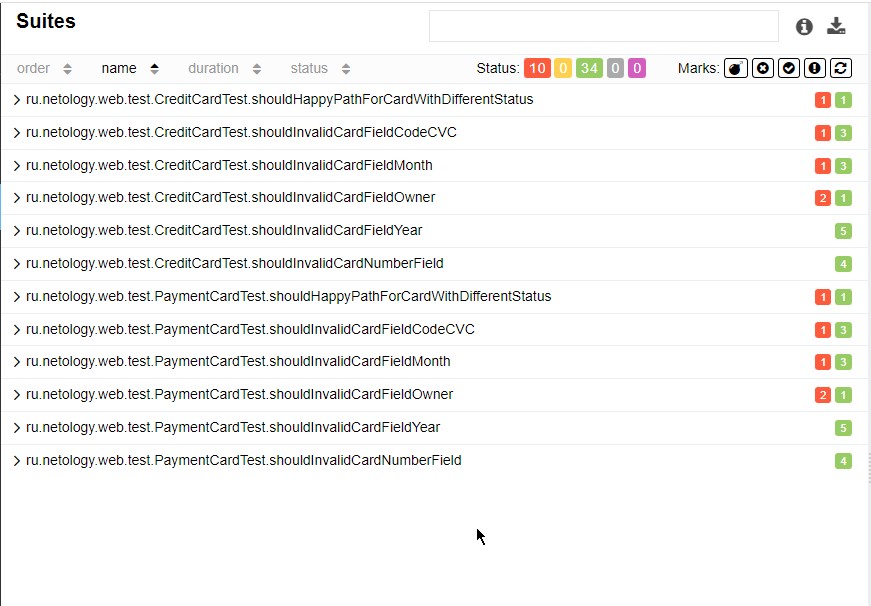 Suites
order name duration status Status: 10 0 34 0 0 Marks:
ru.netology.web.test.CreditCardTest.shouldHappyPathForCardWithDifferentStatus 1 1
ru.netology.web.test.CreditCardTest.shouldInvalidCardFieldCodeCVC 1 3
ru.netology.web.test.CreditCardTest.shouldInvalidCardFieldMonth 1 3
ru.netology.web.test.CreditCardTest.shouldInvalidCardFieldOwner 2 1
ru.netology.web.test.CreditCardTest.shouldInvalidCardFieldYear 5
ru.netology.web.test.CreditCardTest.shouldInvalidCardNumberField 4
ru.netology.web.test.PaymentCardTest.shouldHappyPathForCardWithDifferentStatus 1 1
ru.netology.web.test.PaymentCardTest.shouldInvalidCardFieldCodeCVC 1 3
ru.netology.web.test.PaymentCardTest.shouldInvalidCardFieldMonth 1 3
ru.netology.web.test.PaymentCardTest.shouldInvalidCardFieldOwner 2 1
ru.netology.web.test.PaymentCardTest.shouldInvalidCardFieldYear 5
ru.netology.web.test.PaymentCardTest.shouldInvalidCardNumberField 4